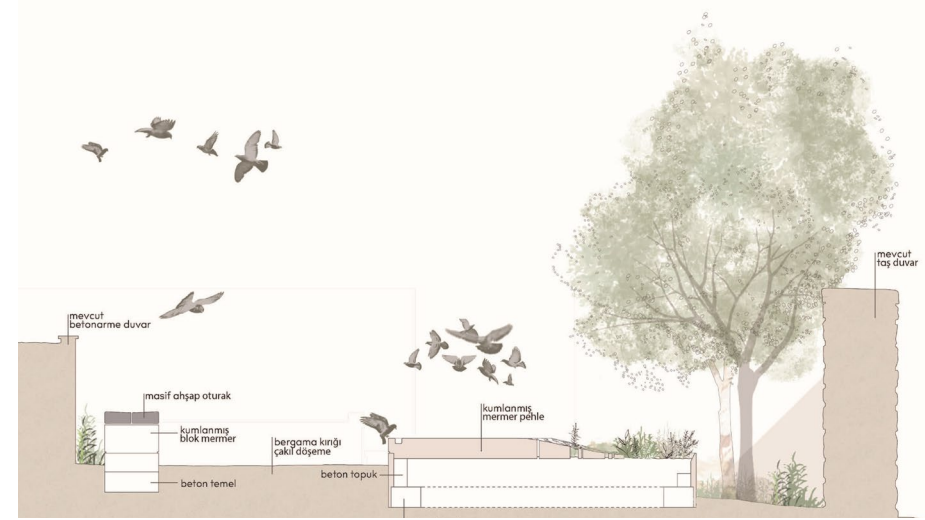 mevcut
taş duvar
mevcut
betonarme duvar
masif ahşap oturak
kumlanmış
mermer pehle
kumlanmış
blok mermer
bergama kırığı
çakıl döşeme
beton topuk
beton temel